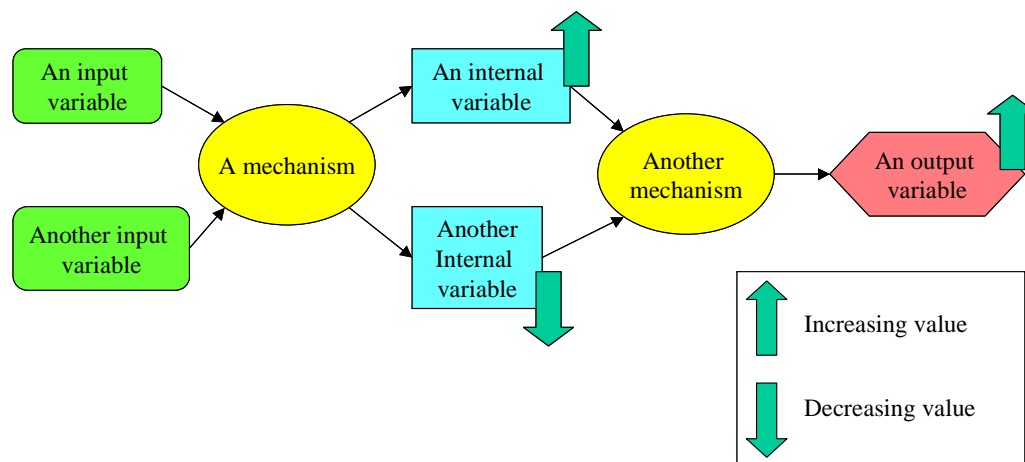 An input
variable
Another input
variable
A mechanism
An internal
variable
Another
Internal
variable
Another
mechanism
An output
variable
Increasing value
Decreasing value